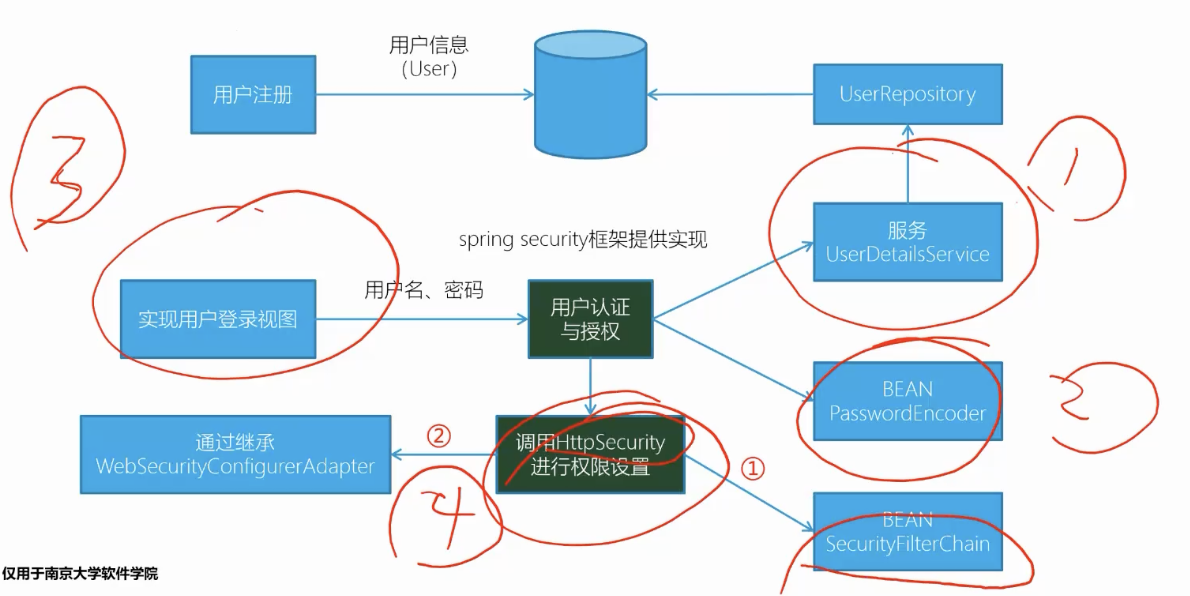 用户信息
(User)
用户注册
UserRepository
3
1
服务
UserDetailsService
spring security框架提供实现
用户名、密码
实现用户登录视图
用户认证
与授权
BEAN
PasswordEncoder
2
通过继承
WebSecurityConfigurerAdapter
②
调用HttpSecurity
进行权限设置
①
4
BEAN
SecurityFilterChain
仅用于南京大学软件学院